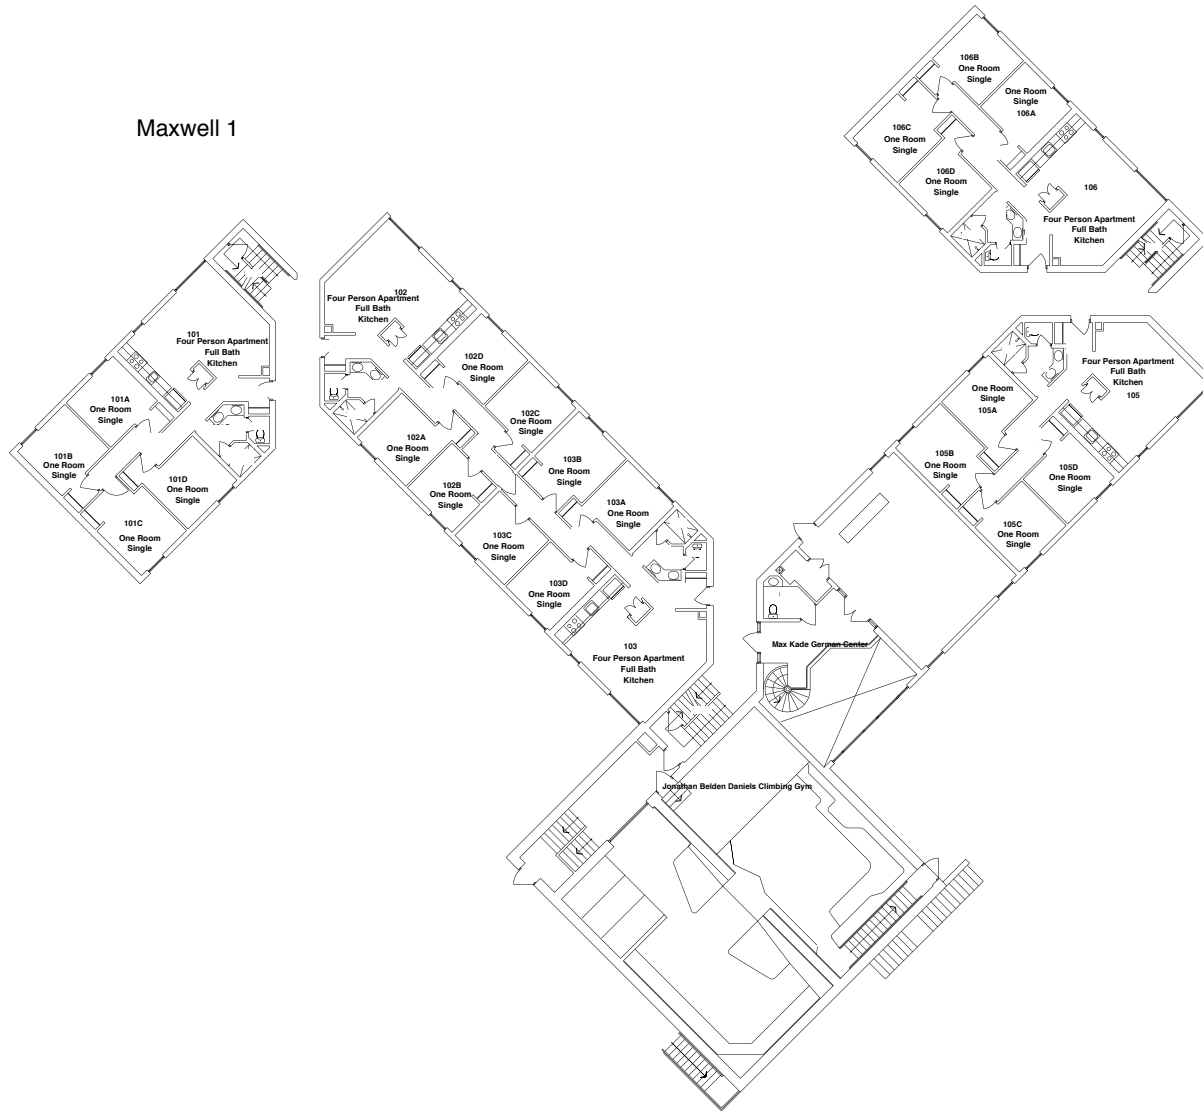 Maxwell 1
106B
One Room
Single
One Room
Single
106A
106C
One Room
Single
106D
One Room
Single
106
Four Person Apartment
Full Bath
Kitchen
101
Four Person Apartment
Full Bath
Kitchen
101A
One Room
Single
101B
One Room
Single
101D
One Room
Single
101C
One Room
Single
102
Four Person Apartment
Full Bath
Kitchen
102D
One Room
Single
102C
One Room
Single
102A
One Room
Single
102B
One Room
Single
103B
One Room
Single
103A
One Room
Single
103C
One Room
Single
103D
One Room
Single
103
Four Person Apartment
Full Bath
Kitchen
Four Person Apartment
Full Bath
Kitchen
105
One Room
Single
105A
105B
One Room
Single
105D
One Room
Single
105C
One Room
Single
Max Kade German Center
Jonathan Belden Daniels Climbing Gym